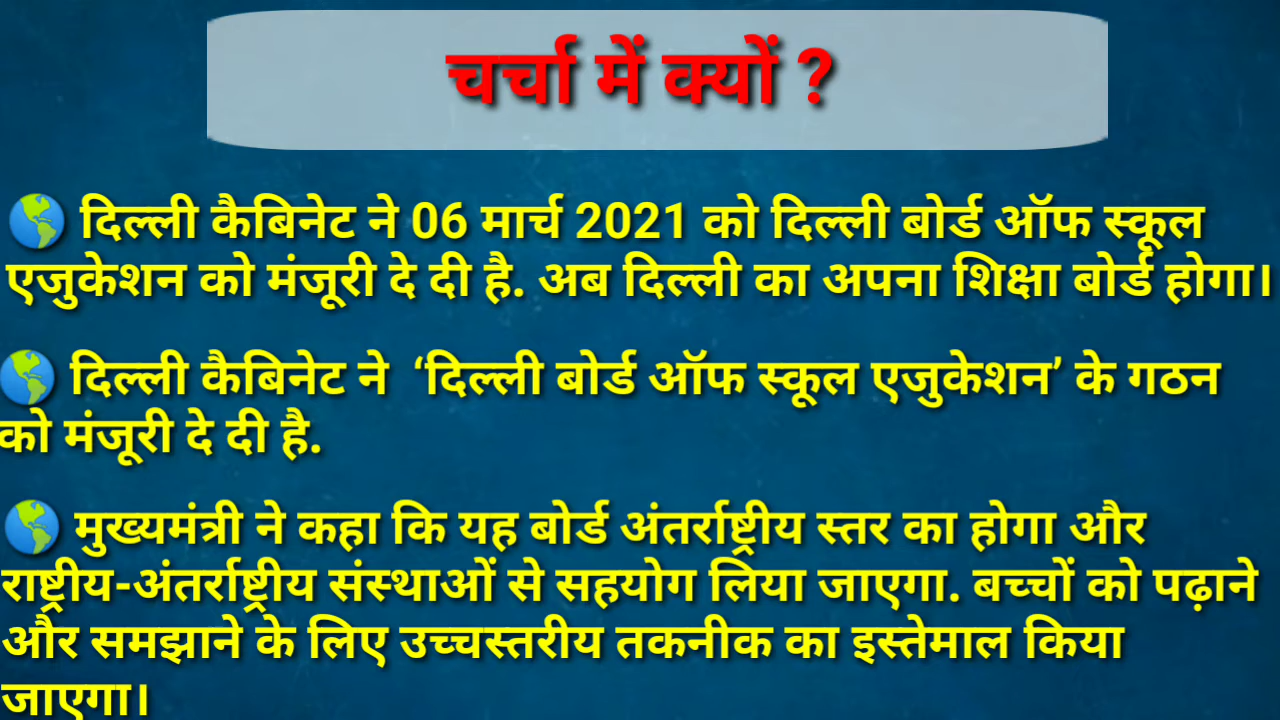 चर्चा में क्यों ?
🌎 दिल्ली कैबिनेट ने 06 मार्च 2021 को दिल्ली बोर्ड ऑफ स्कूल
एजुकेशन को मंजूरी दे दी है. अब दिल्ली का अपना शिक्षा बोर्ड होगा।
🌎 दिल्ली कैबिनेट ने ‘दिल्ली बोर्ड ऑफ स्कूल एजुकेशन’ के गठन
को मंजूरी दे दी है.
🌎 मुख्यमंत्री ने कहा कि यह बोर्ड अंतर्राष्ट्रीय स्तर का होगा और
राष्ट्रीय-अंतर्राष्ट्रीय संस्थाओं से सहयोग लिया जाएगा. बच्चों को पढ़ाने
और समझाने के लिए उच्चस्तरीय तकनीक का इस्तेमाल किया
जाएगा।